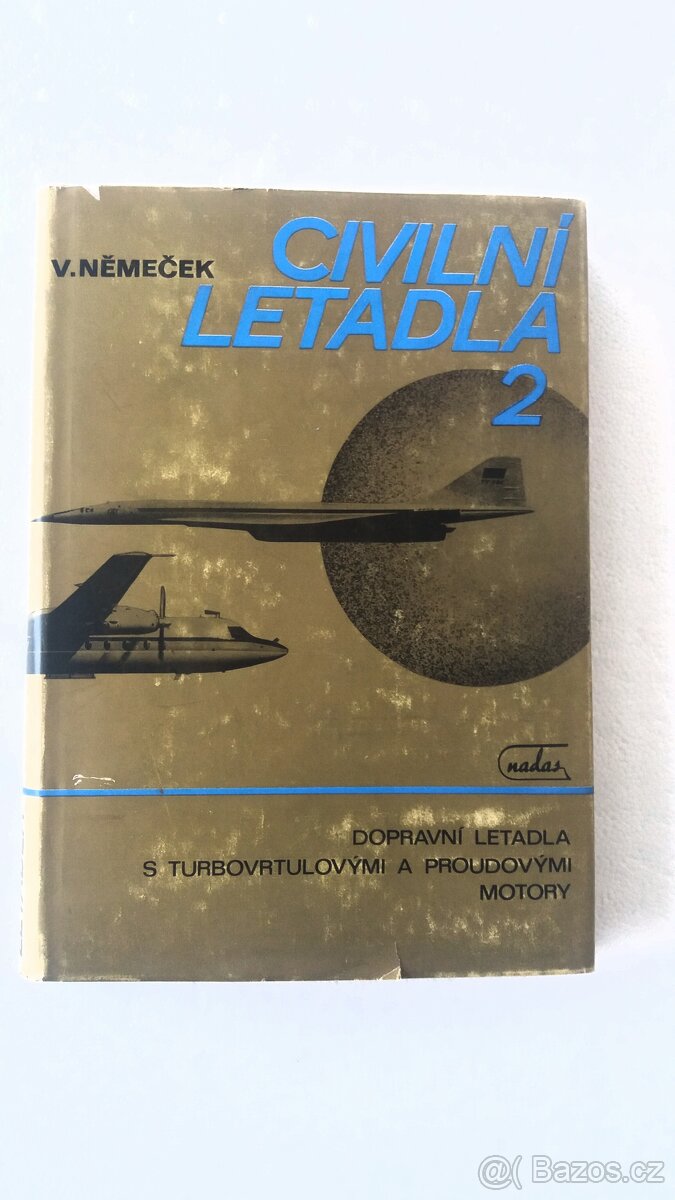 V. NĚMEČEK
CIVILNÍ
LETADLA
2
nadas
DOPRAVNÍ LETADLA
S TURBOVRTULOVÝMI A PROUDOVÝMI
MOTORY
@ Bazos.cz